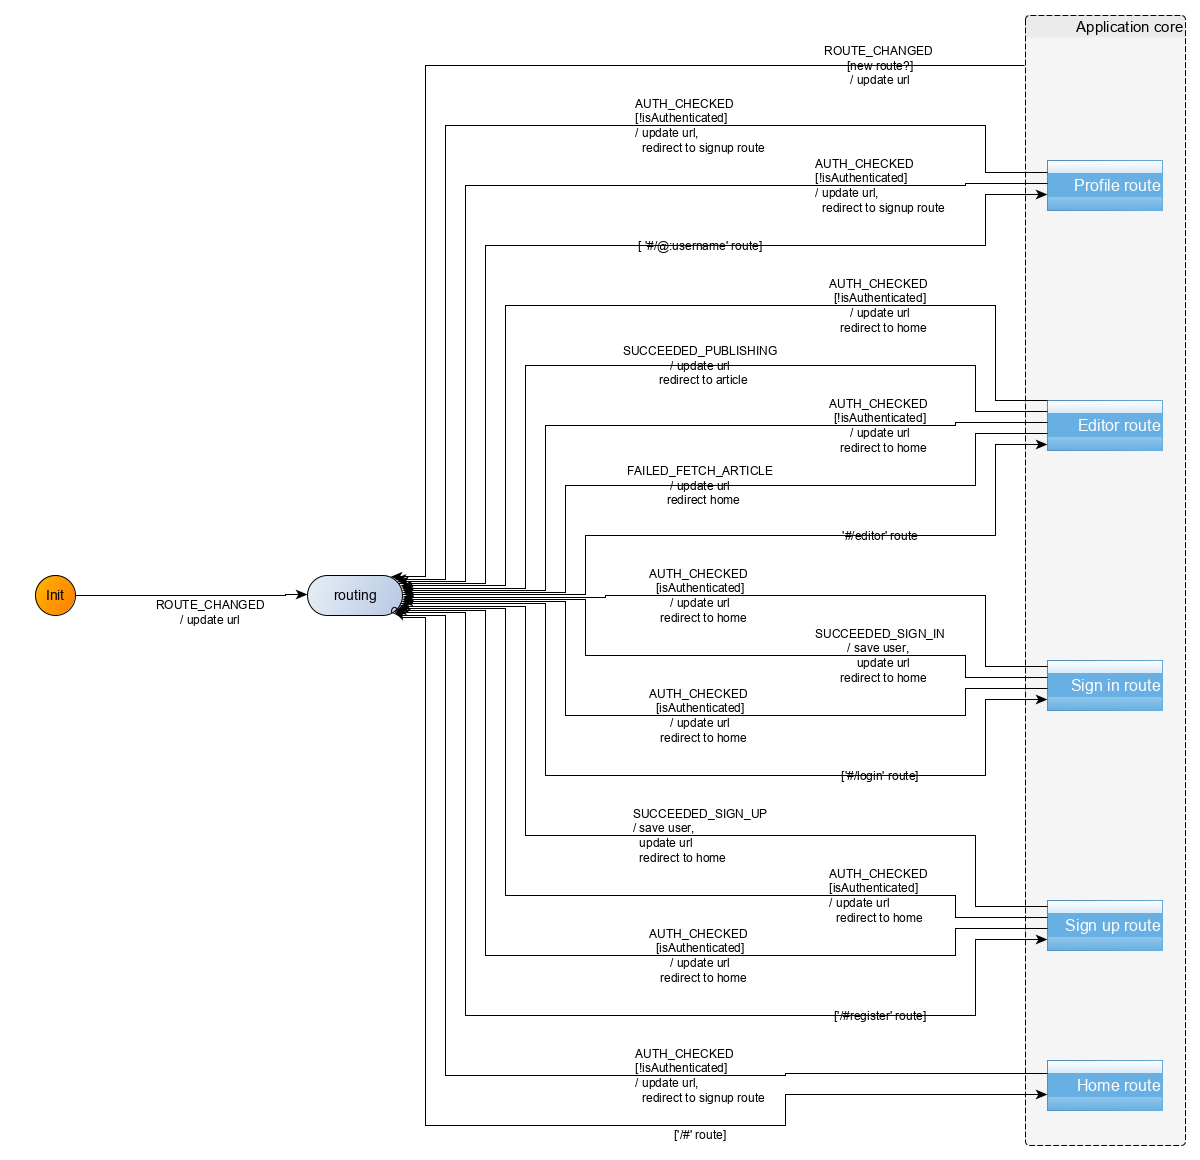 Application core
ROUTE_CHANGED
[new route?]
/ update url
AUTH_CHECKED
[!isAuthenticated]
/ update url,
redirect to signup route
AUTH_CHECKED
[!isAuthenticated]
/ update url,
redirect to signup route
Profile route
[ '#/@:username' route]
AUTH_CHECKED
[!isAuthenticated]
/ update url
redirect to home
SUCCEEDED_PUBLISHING
/ update url
redirect to article
AUTH_CHECKED
[!isAuthenticated]
/ update url
redirect to home
Editor route
FAILED_FETCH_ARTICLE
/ update url
redirect home
'#/editor' route
Init
ROUTE_CHANGED
/ update url
routing
AUTH_CHECKED
[isAuthenticated]
/ update url
redirect to home
SUCCEEDED_SIGN_IN
/ save user,
update url
redirect to home
Sign in route
AUTH_CHECKED
[isAuthenticated]
/ update url
redirect to home
['#/login' route]
SUCCEEDED_SIGN_UP
/ save user,
update url
redirect to home
AUTH_CHECKED
[isAuthenticated]
/ update url
redirect to home
Sign up route
AUTH_CHECKED
[isAuthenticated]
/ update url
redirect to home
['/#register' route]
AUTH_CHECKED
[!isAuthenticated]
/ update url,
redirect to signup route
Home route
['/#' route]